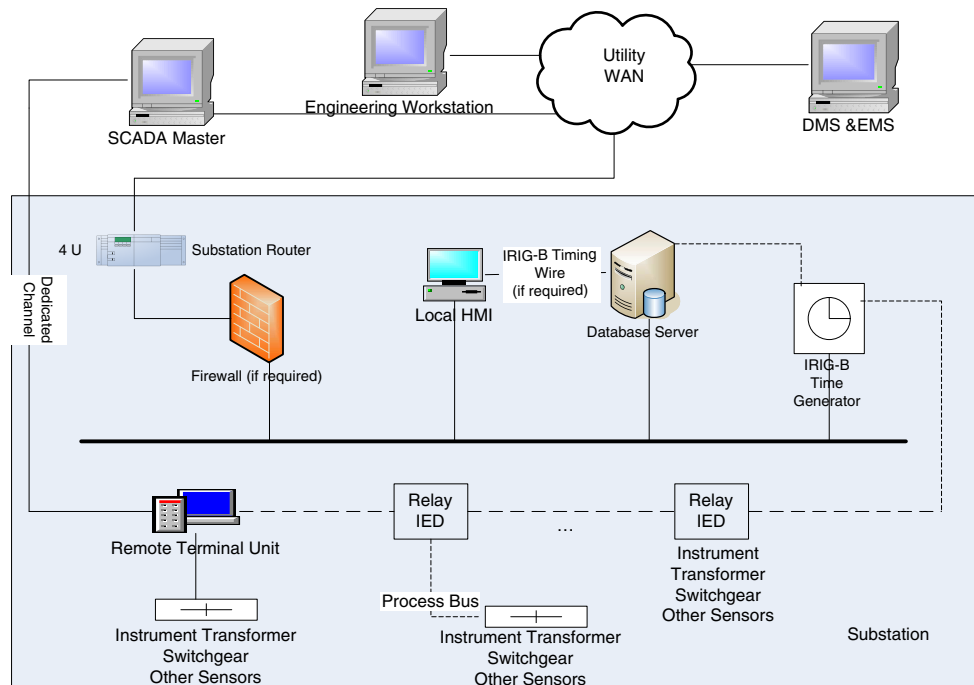 Utility
WAN
Engineering Workstation
SCADA Master
DMS &EMS
4 U
Substation Router
Dedicated
Channel
IRIG-B Timing
Wire
(if required)
Local HMI
Database Server
Firewall (if required)
IRIG-B
Time
Generator
Relay
IED
...
Relay
IED
Remote Terminal Unit
Instrument
Transformer
Switchgear
Other Sensors
Process Bus
Instrument Transformer
Switchgear
Other Sensors
Instrument Transformer
Switchgear
Other Sensors
Substation